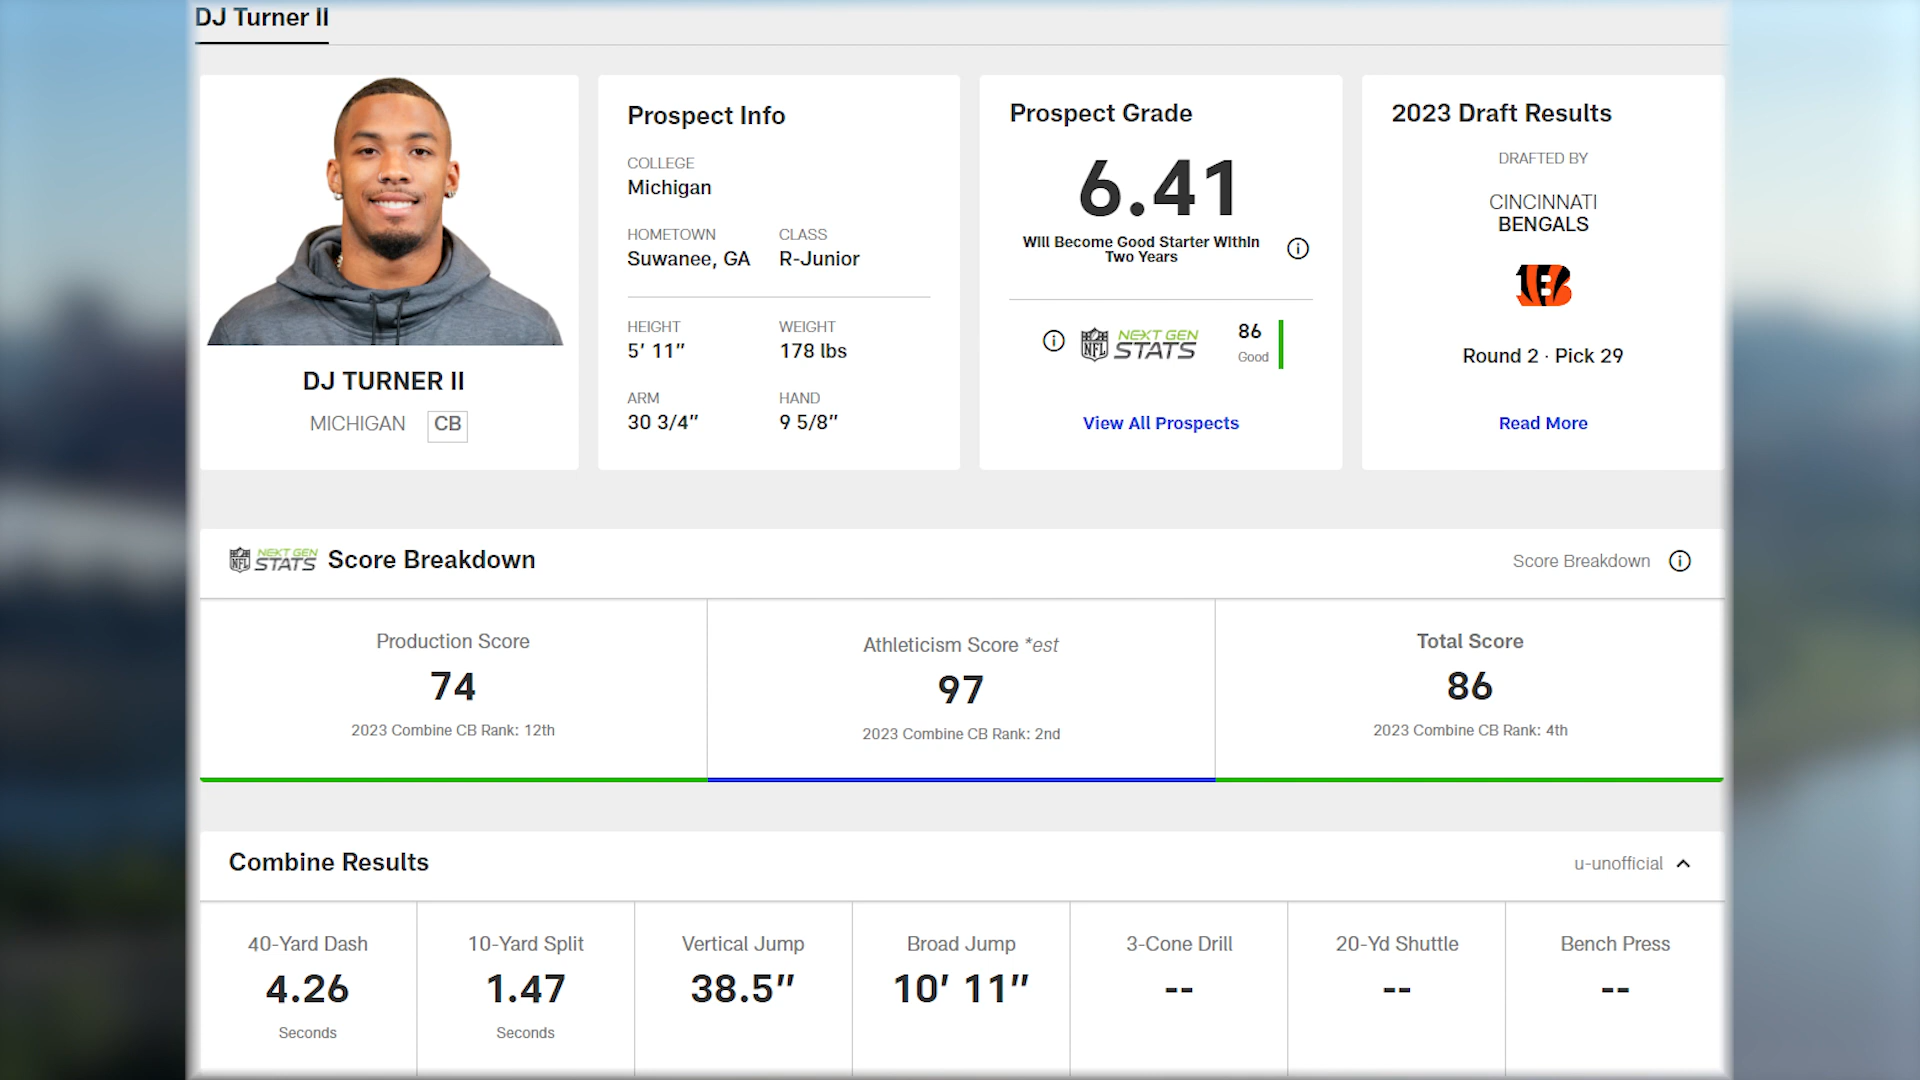 DJ Turner II
DJ TURNER II
MICHIGAN CB
Prospect Info
COLLEGE
Michigan
HOMETOWN CLASS
Suwanee, GA R-Junior
HEIGHT WEIGHT
5' 11" 178 lbs
ARM HAND
30 3/4" 9 5/8"
Prospect Grade
6.41
Will Become Good Starter Within
Two Years
NFL NEXT GEN STATS 86
Good
View All Prospects
2023 Draft Results
DRAFTED BY
CINCINNATI
BENGALS
B
Round 2 · Pick 29
Read More
NFL NEXT GEN STATS Score Breakdown
Score Breakdown
Production Score
74
2023 Combine CB Rank: 12th
Athleticism Score *est
97
2023 Combine CB Rank: 2nd
Total Score
86
2023 Combine CB Rank: 4th
Combine Results
u-unofficial
40-Yard Dash
4.26
Seconds
10-Yard Split
1.47
Seconds
Vertical Jump
38.5"
Broad Jump
10' 11"
3-Cone Drill
--
20-Yd Shuttle
--
Bench Press
--